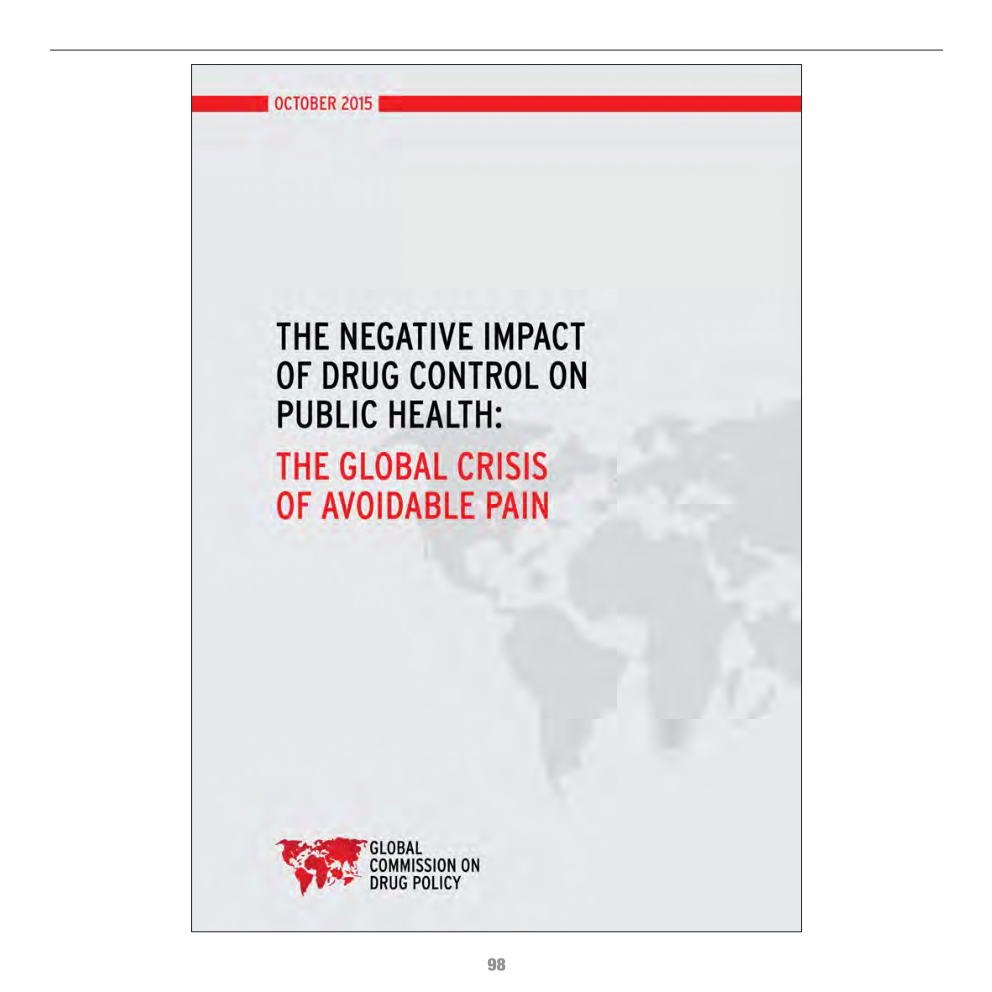 OCTOBER 2015
THE NEGATIVE IMPACT
OF DRUG CONTROL ON
PUBLIC HEALTH:
THE GLOBAL CRISIS
OF AVOIDABLE PAIN
GLOBAL
COMMISSION ON
DRUG POLICY
98